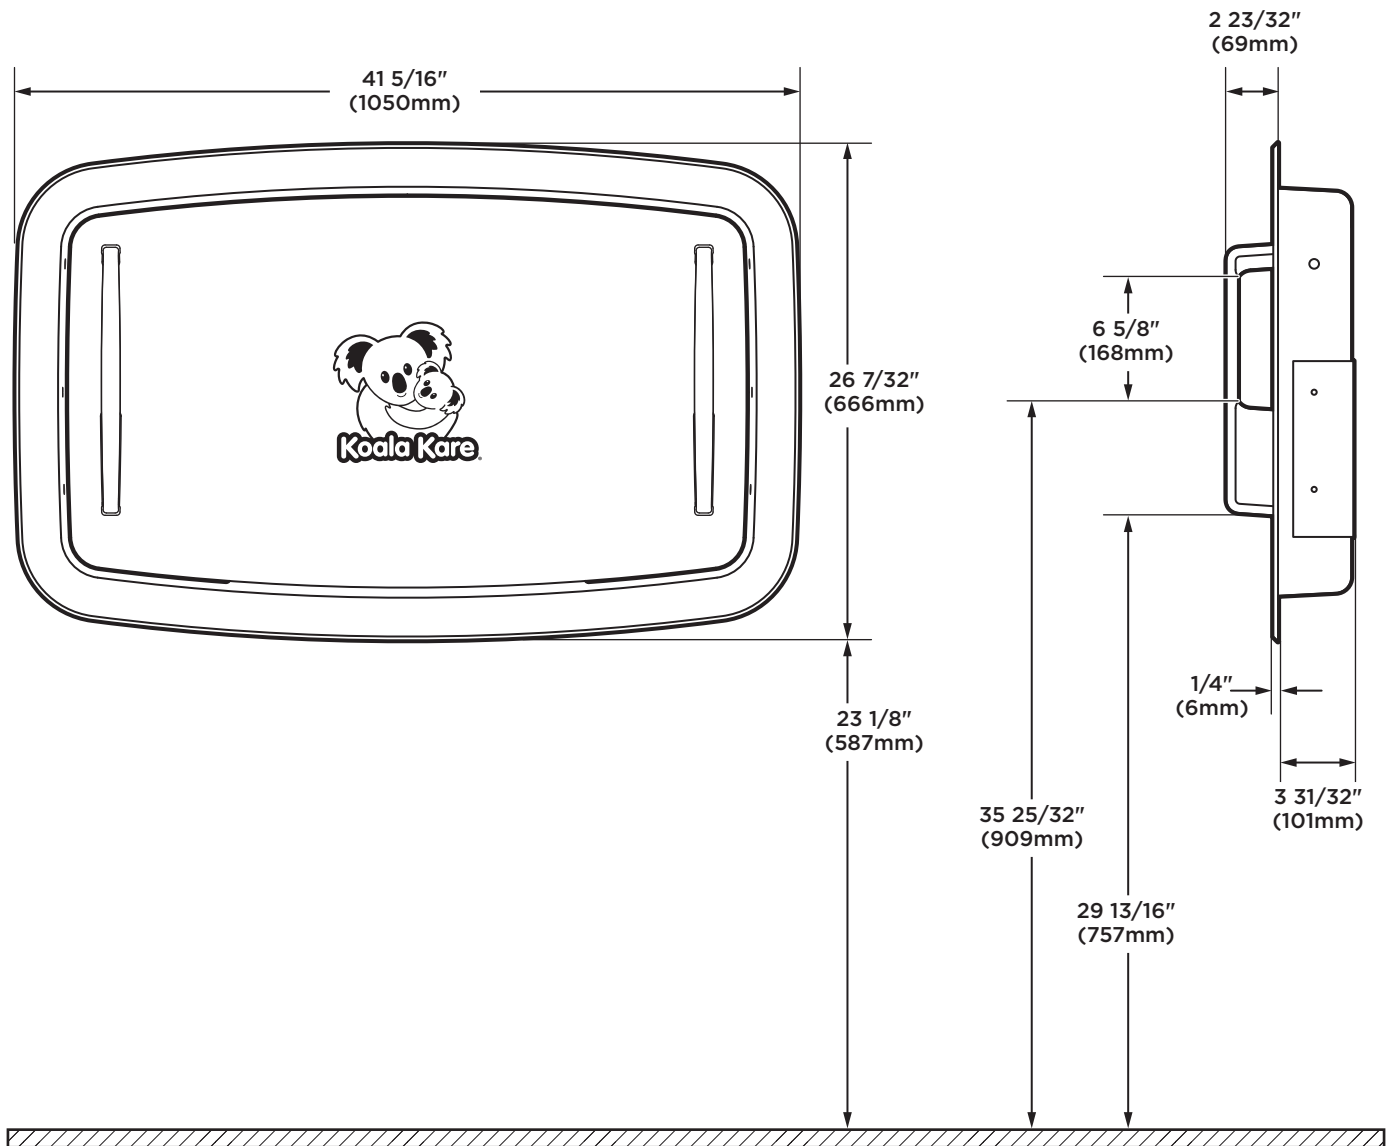 2 23/32"
(69mm)
41 5/16"
(1050mm)
6 5/8"
(168mm)
26 7/32"
(666mm)
Koala Kare®
1/4"
(6mm)
23 1/8"
(587mm)
3 31/32"
(101mm)
35 25/32"
(909mm)
29 13/16"
(757mm)